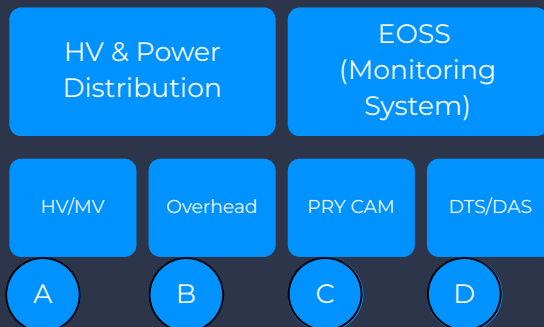 HV & Power
Distribution
EOSS
(Monitoring
System)
HV/MV
Overhead
PRY CAM
DTS/DAS
A
B
C
D